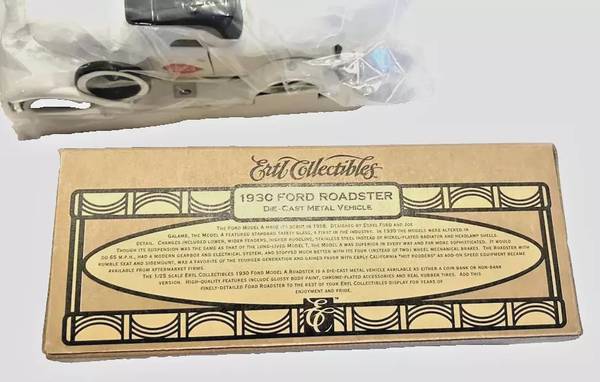 Ertl Collectibles
1930 FORD ROADSTER
DIE-CAST METAL VEHICLE
THE FORD MODEL A MADE ITS DEBUT IN 1928. DESIGNED BY EDSEL FORD AND JOE
GALAMB, THE MODEL A FEATURED STANDARD SAFETY GLASS, A FIRST IN THE INDUSTRY. IN 1930 THE MODELS WERE ALTERED IN
DETAIL. CHANGES INCLUDED LOWER, WIDER FENDERS, HIGHER HOODLINE, STAINLESS STEEL INSTEAD OF NICKEL-PLATED RADIATOR AND HEADLAMP SHELLS.
THOUGH ITS SUSPENSION WAS THE SAME AS THE LONG-LIVED MODEL T, THE MODEL A WAS SUPERIOR IN EVERY WAY AND FAR MORE SOPHISTICATED. IT WOULD
DO 65 M.P.H., HAD A MODERN GEARBOX AND ELECTRICAL SYSTEM, AND STOPPED MUCH BETTER WITH ITS FOUR (INSTEAD OF TWO) WHEEL MECHANICAL BRAKES. THE ROADSTER WITH
RUMBLE SEAT AND SIDEMOUNT, WAS A FAVORITE OF THE YOUNGER GENERATION AND GAINED FAVOR WITH EARLY CALIFORNIA "HOT RODDERS" AS ADD-ON SPEED EQUIPMENT BECAME
AVAILABLE FROM AFTERMARKET FIRMS.
THE 1/25 SCALE ERTL COLLECTIBLES 1930 FORD MODEL A ROADSTER IS A DIE-CAST METAL VEHICLE AVAILABLE AS EITHER A COIN BANK OR NON-BANK
VERSION. HIGH-QUALITY FEATURES INCLUDE GLOSSY BODY PAINT, CHROME-PLATED ACCESSORIES AND REAL RUBBER TIRES. ADD THIS
FINELY-DETAILED FORD ROADSTER TO THE REST OF YOUR ERTL COLLECTIBLES DISPLAY FOR YEARS OF
ENJOYMENT AND PRIDE.
EC™